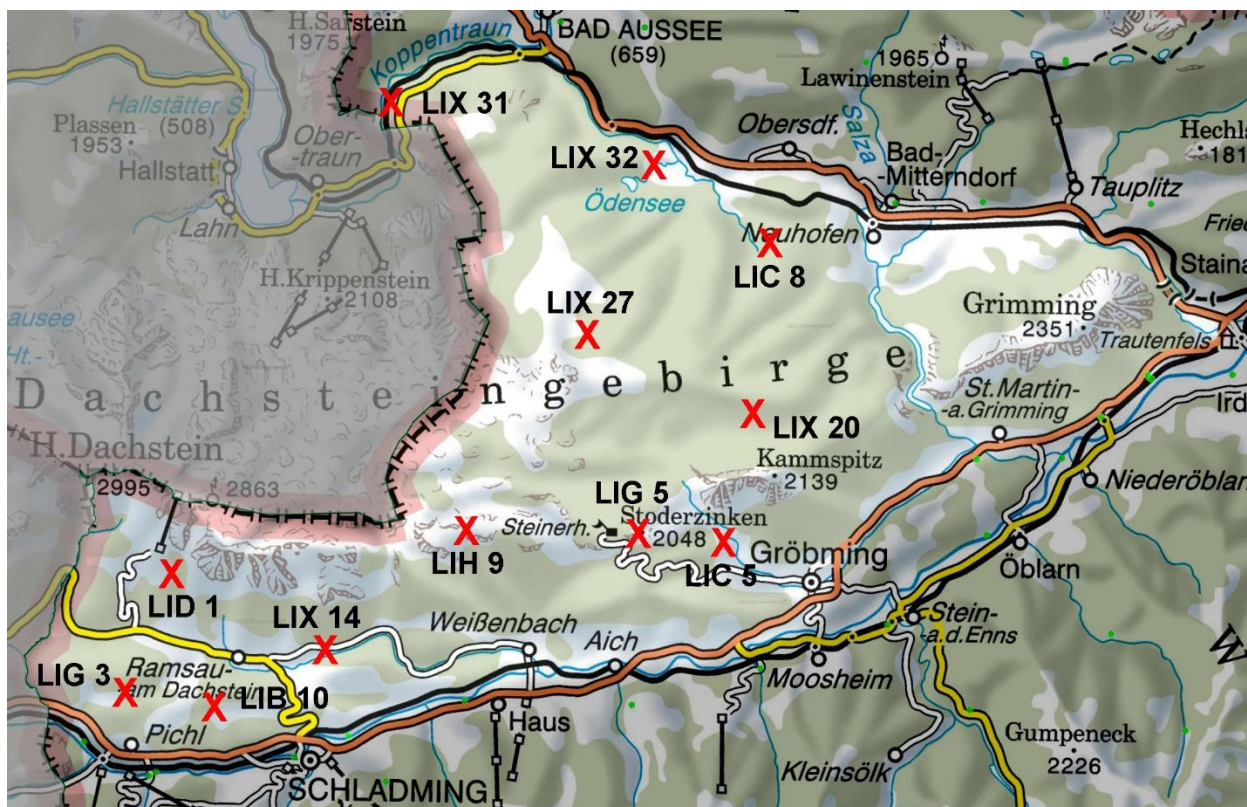 H.Sarstein
1975
Koppentraun
BAD AUSSEE
(659)
1965
Lawinenstein
LIX 31
Hallstätter S.
(508)
Plassen-
1953
Ober-
-traun
Hallstatt
Lahn
H.Krippenstein
2108
LIX 32
Ödensee
Obersdf.
Salza
Bad-
-Mitterndorf
Tauplitz
Hechls
181
Neuhofen
LIC 8
Staina
LIX 27
Grimming
2351
Trautenfels
St.Martin-
-a.Grimming
Dachsteingebirge
H.Dachstein
2995
2863
LIX 20
Kammspitz
2139
Niederöblar
LIG 5
Stoderzinken
2048
Steinerh.
LIH 9
LIC 5
Gröbming
Öblarn
LID 1
LIX 14
Weißenbach
Aich
Stein-
-a.d.Enns
Moosheim
LIG 3
Ramsau-
-am Dachstein
LIB 10
Pichl
Haus
SCHLADMING
Kleinsölk
Gumpeneck
2226